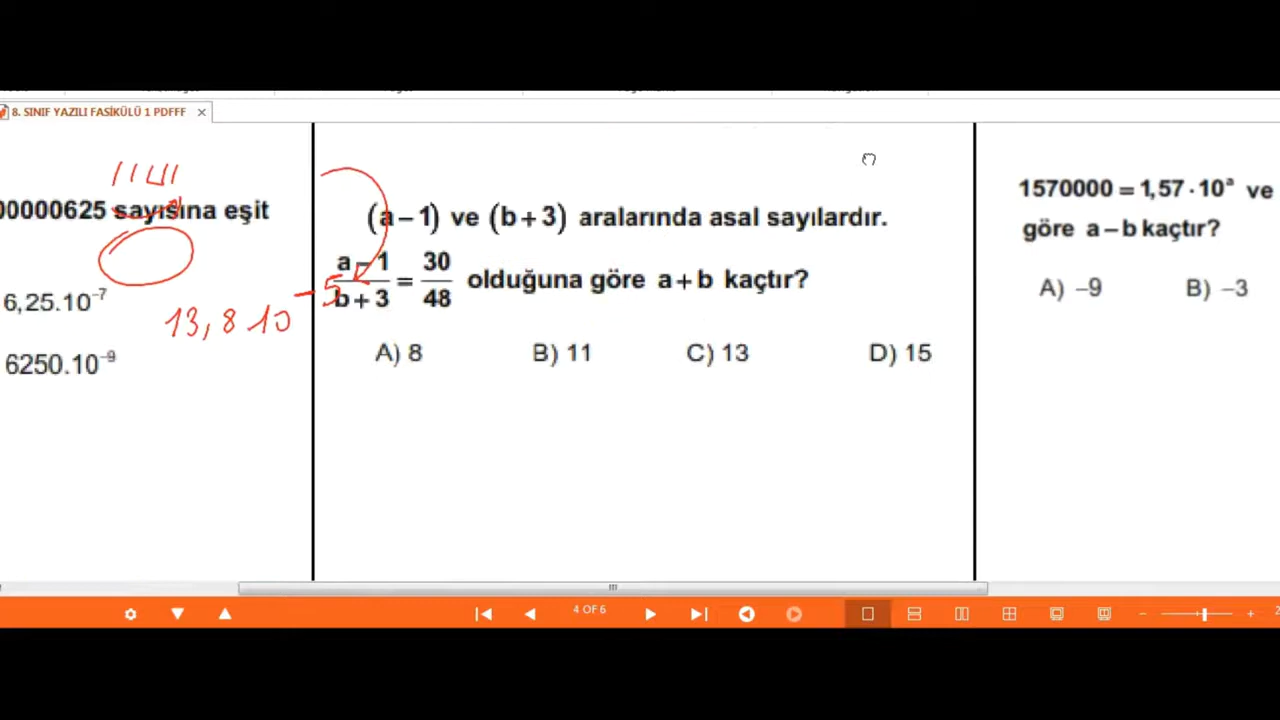 8. SINIF YAZILI FASİKÜLÜ 1 PDFFF
00000625 sayısına eşit
6,25.10⁻⁷
13,8 10⁻⁵
6250.10⁻⁹
(a – 1) ve (b + 3) aralarında asal sayılardır.
a – 1 / b + 3 = 30 / 48 olduğuna göre a + b kaçtır?
A) 8 B) 11 C) 13 D) 15
1570000 = 1,57 · 10ᵃ ve
göre a – b kaçtır?
A) –9 B) –3
4 OF 6